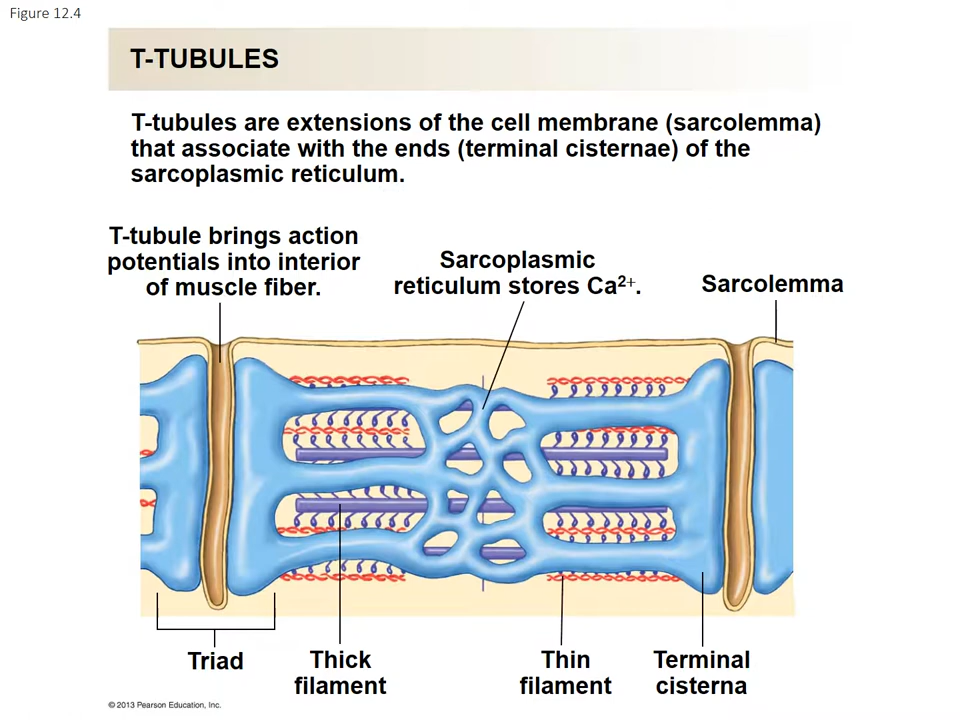 Figure 12.4
T-TUBULES
T-tubules are extensions of the cell membrane (sarcolemma)
that associate with the ends (terminal cisternae) of the
sarcoplasmic reticulum.
T-tubule brings action
potentials into interior
of muscle fiber.
Sarcoplasmic
reticulum stores Ca²⁺.
Sarcolemma
Triad
Thick
filament
Thin
filament
Terminal
cisterna
© 2013 Pearson Education, Inc.